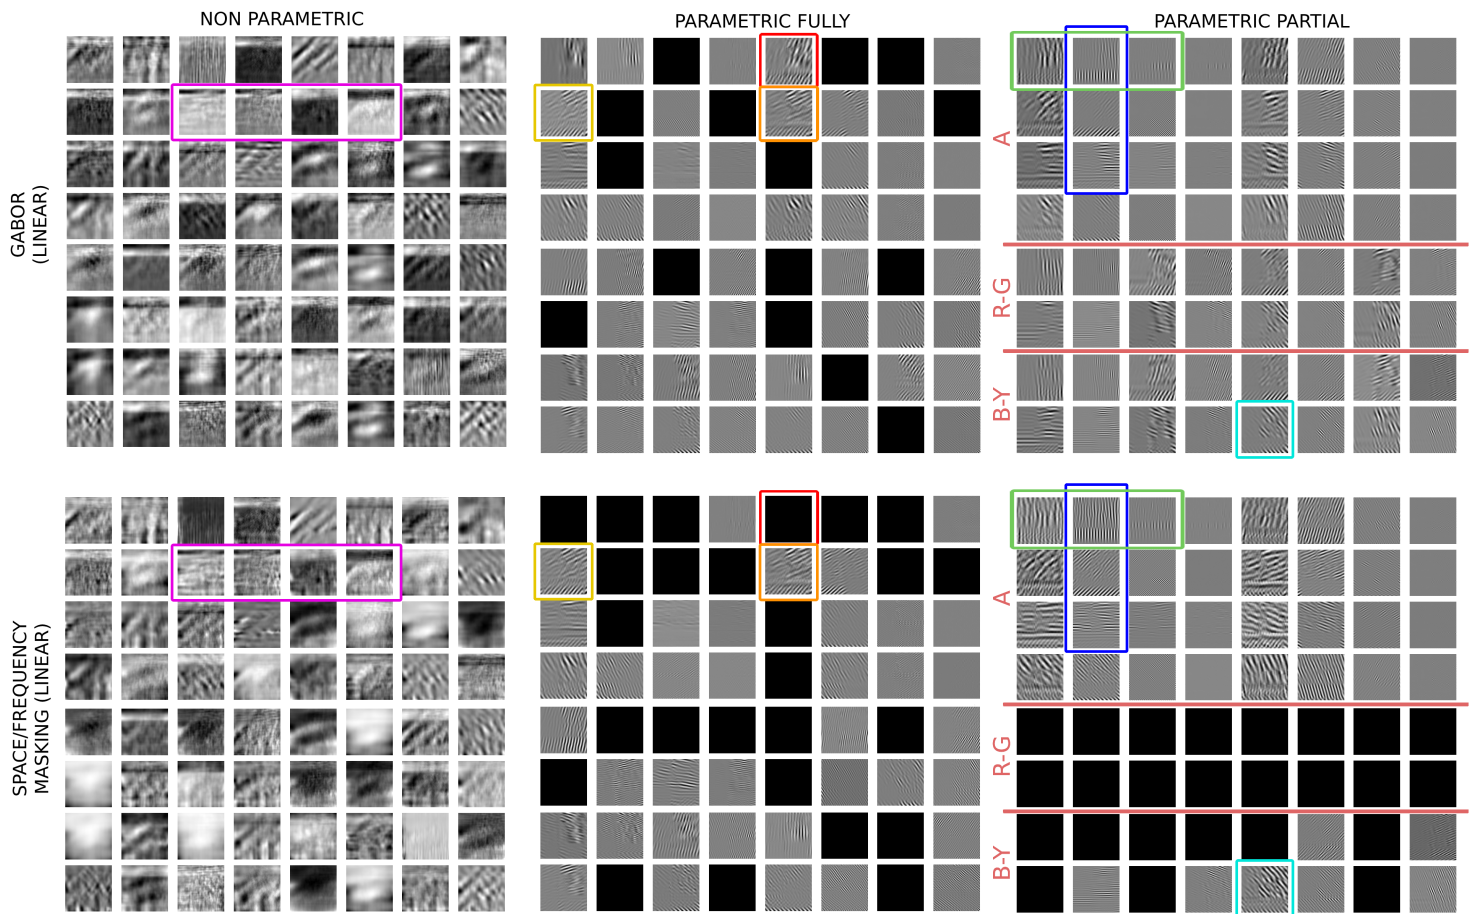 NON PARAMETRIC
PARAMETRIC FULLY
PARAMETRIC PARTIAL
GABOR
(LINEAR)
A
R-G
B-Y
SPACE/FREQUENCY
MASKING (LINEAR)
A
R-G
B-Y